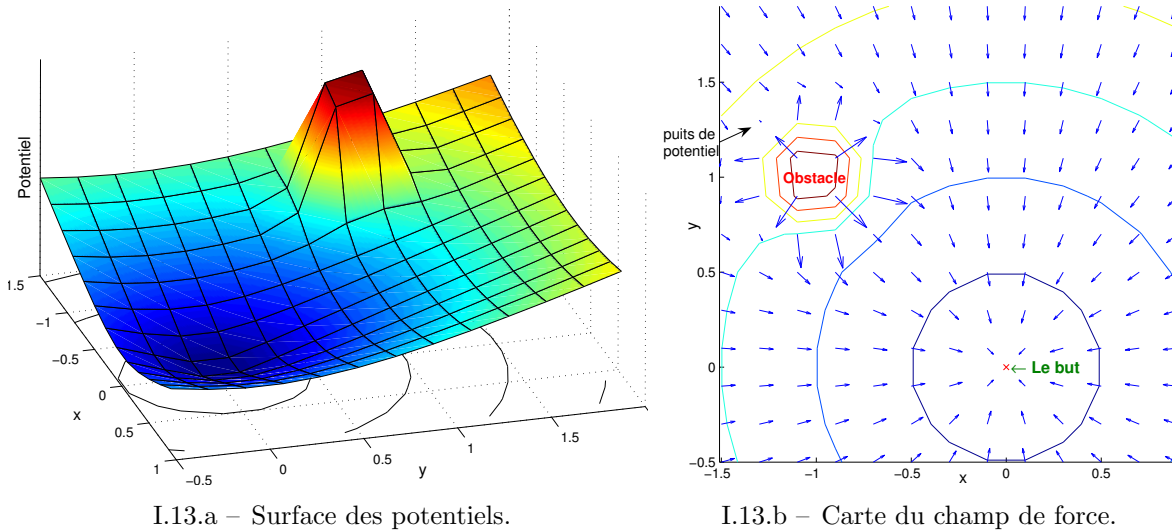 Potentiel
1.5
−1
−0.5
0
0.5
1
x
−0.5
0
0.5
1
1.5
y
I.13.a – Surface des potentiels.
1.5
1
0.5
0
−0.5
y
−1.5
−1
−0.5
0
0.5
x
puits de
potentiel
Obstacle
Le but
I.13.b – Carte du champ de force.